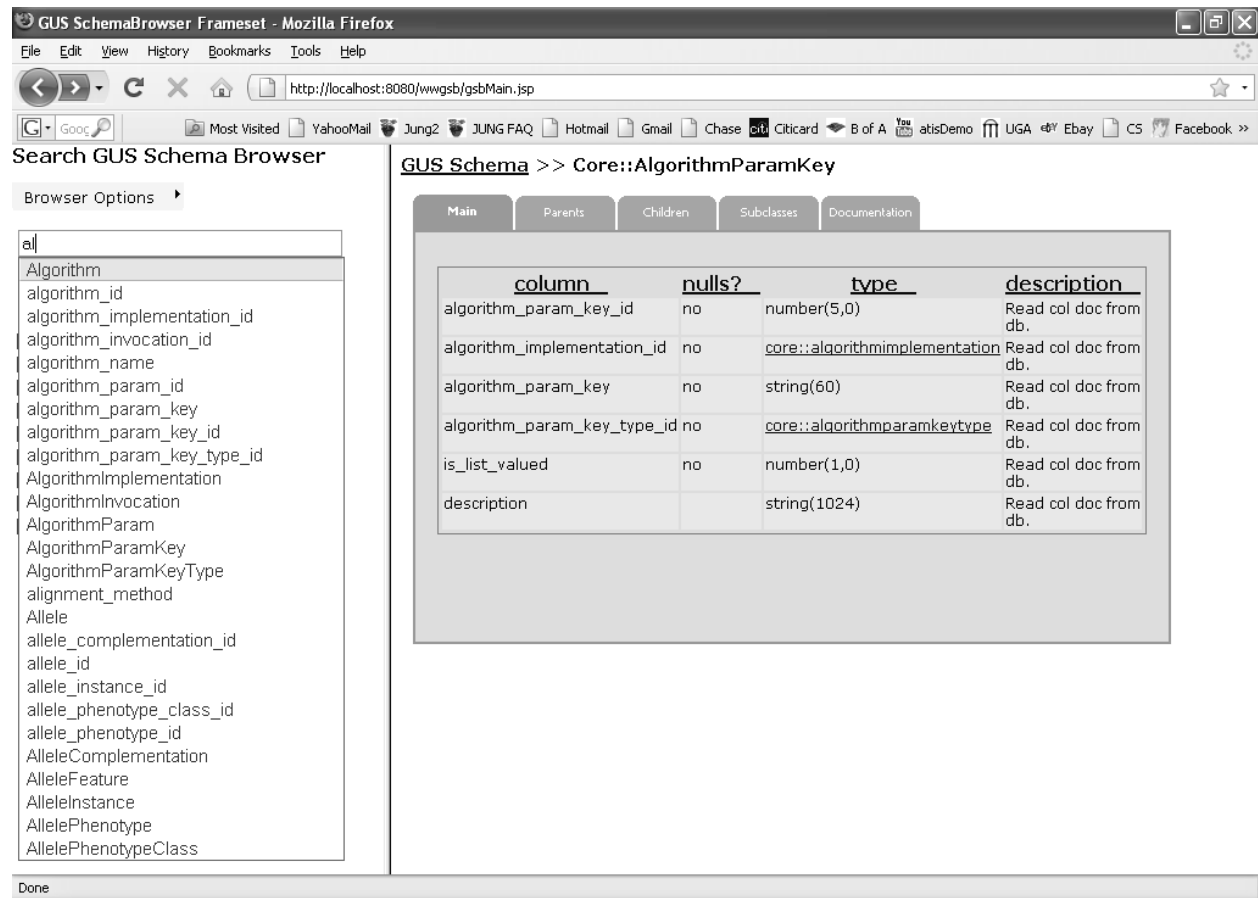 GUS SchemaBrowser Frameset - Mozilla Firefox
File Edit View History Bookmarks Tools Help
http://localhost:8080/wwgsb/gsbMain.jsp
G Goog Most Visited YahooMail Jung2 JUNG FAQ Hotmail Gmail Chase citi Citicard B of A You atisDemo UGA Ebay CS Facebook »
Search GUS Schema Browser
Browser Options
al
Algorithm
algorithm_id
algorithm_implementation_id
algorithm_invocation_id
algorithm_name
algorithm_param_id
algorithm_param_key
algorithm_param_key_id
algorithm_param_key_type_id
AlgorithmImplementation
AlgorithmInvocation
AlgorithmParam
AlgorithmParamKey
AlgorithmParamKeyType
alignment_method
Allele
allele_complementation_id
allele_id
allele_instance_id
allele_phenotype_class_id
allele_phenotype_id
AlleleComplementation
AlleleFeature
AlleleInstance
AllelePhenotype
AllelePhenotypeClass
GUS Schema >> Core::AlgorithmParamKey
Main Parents Children Subclasses Documentation
column nulls? type description
algorithm_param_key_id no number(5,0) Read col doc from
db.
algorithm_implementation_id no core::algorithmimplementation Read col doc from
db.
algorithm_param_key no string(60) Read col doc from
db.
algorithm_param_key_type_id no core::algorithmparamkeytype Read col doc from
db.
is_list_valued no number(1,0) Read col doc from
db.
description string(1024) Read col doc from
db.
Done